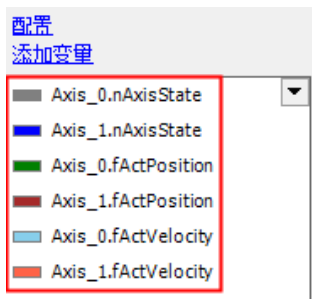 配置
添加变量
Axis_0.nAxisState
Axis_1.nAxisState
Axis_0.fActPosition
Axis_1.fActPosition
Axis_0.fActVelocity
Axis_1.fActVelocity